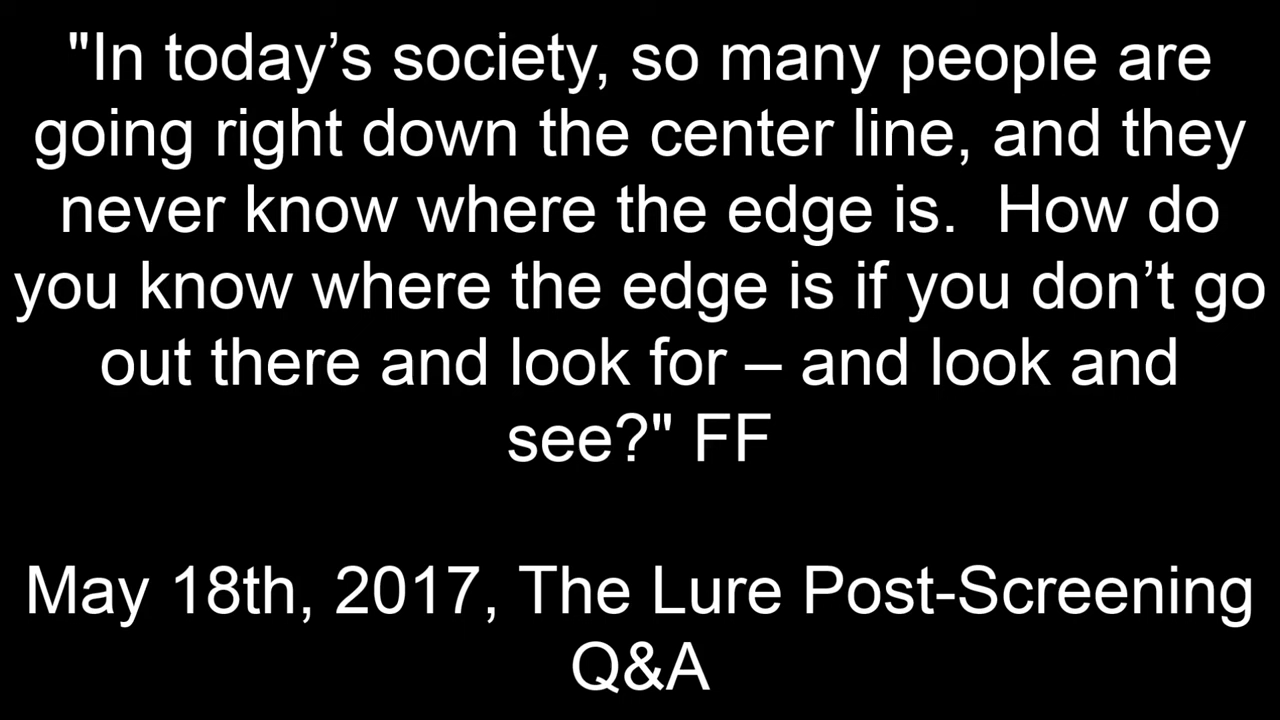 "In today’s society, so many people are
going right down the center line, and they
never know where the edge is.  How do
you know where the edge is if you don’t go
out there and look for – and look and
see?" FF
May 18th, 2017, The Lure Post-Screening
Q&A